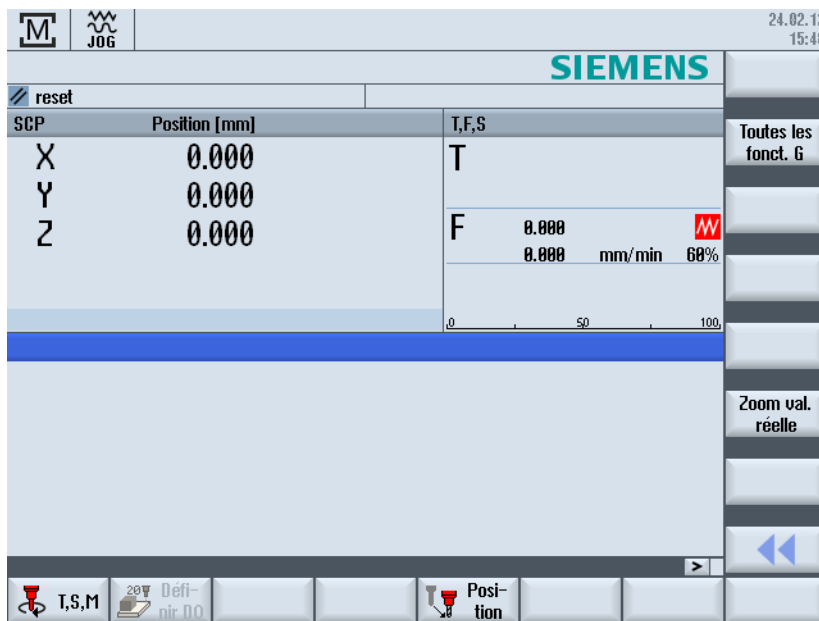 M
JOG
24.02.1
15:4
SIEMENS
reset
SCP Position [mm] T,F,S
X 0.000
Y 0.000
Z 0.000
T
F 0.000
0.000 mm/min 60%
0 50 100
Toutes les
fonct. G
Zoom val.
réelle
>
T,S,M
Défi-
nir DO
Posi-
tion